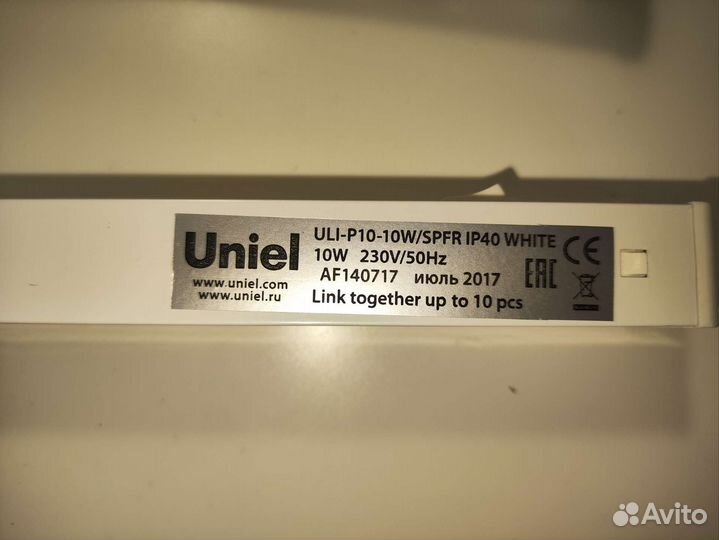 Uniel
www.uniel.com
www.uniel.ru
ULI-P10-10W/SPFR IP40 WHITE
10W 230V/50Hz
AF140717 июль 2017
Link together up to 10 pcs
CE
EAC
Avito